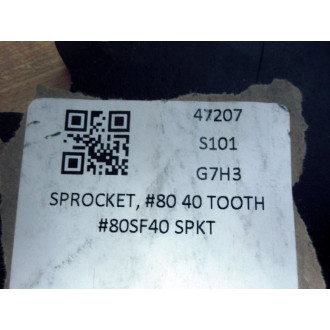 47207
S101
G7H3
SPROCKET, #80 40 TOOTH
#80SF40 SPKT